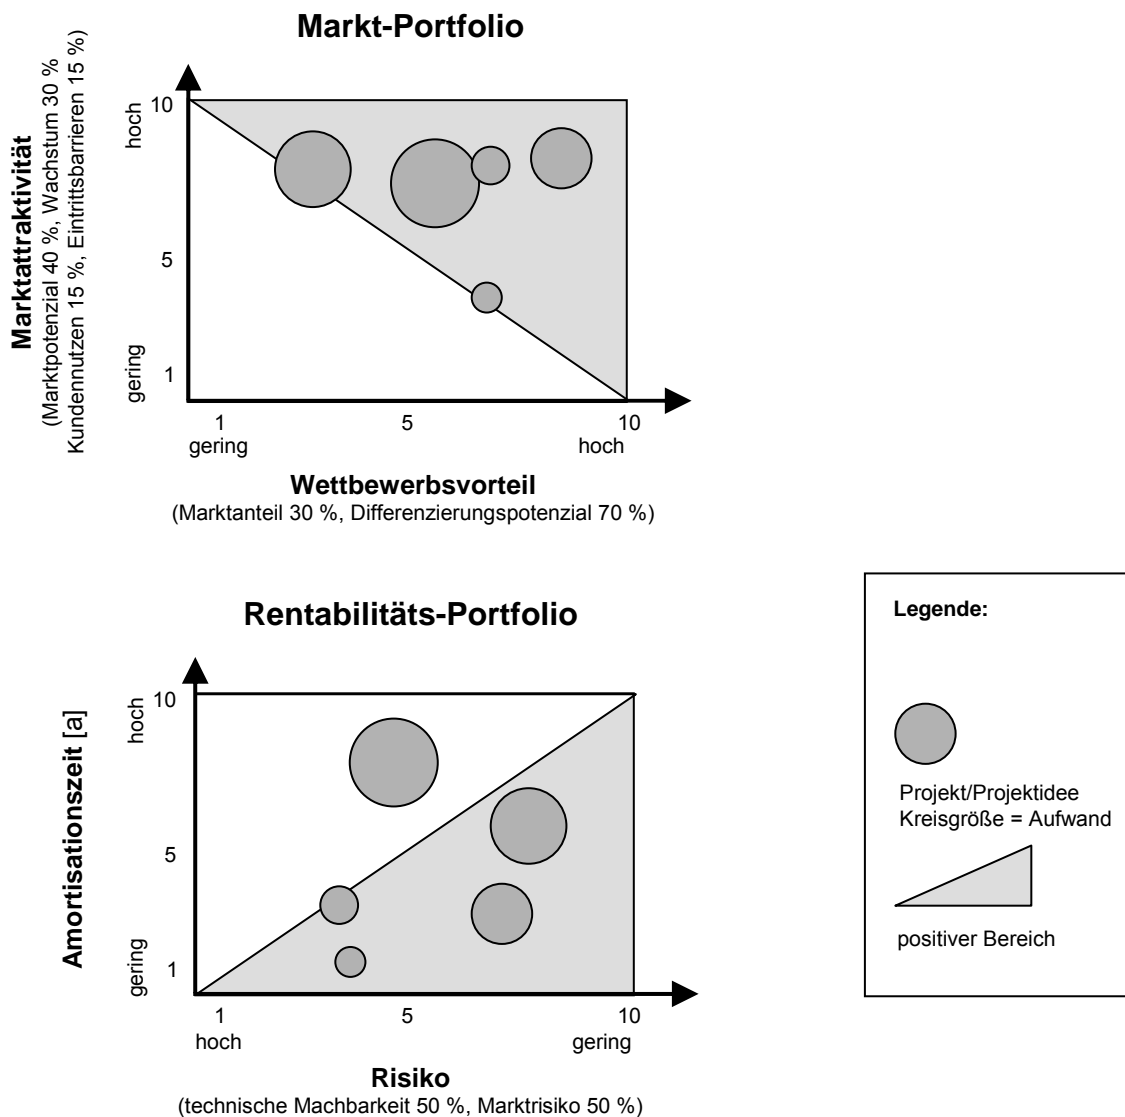 Markt-Portfolio
Marktattraktivität
(Marktpotenzial 40 %, Wachstum 30 %
Kundennutzen 15 %, Eintrittsbarrieren 15 %)
hoch
10
5
gering
1
1
5
10
gering
hoch
Wettbewerbsvorteil
(Marktanteil 30 %, Differenzierungspotenzial 70 %)
Rentabilitäts-Portfolio
Amortisationszeit [a]
hoch
10
5
gering
1
1
5
10
hoch
gering
Risiko
(technische Machbarkeit 50 %, Marktrisiko 50 %)
Legende:
Projekt/Projektidee
Kreisgröße = Aufwand
positiver Bereich